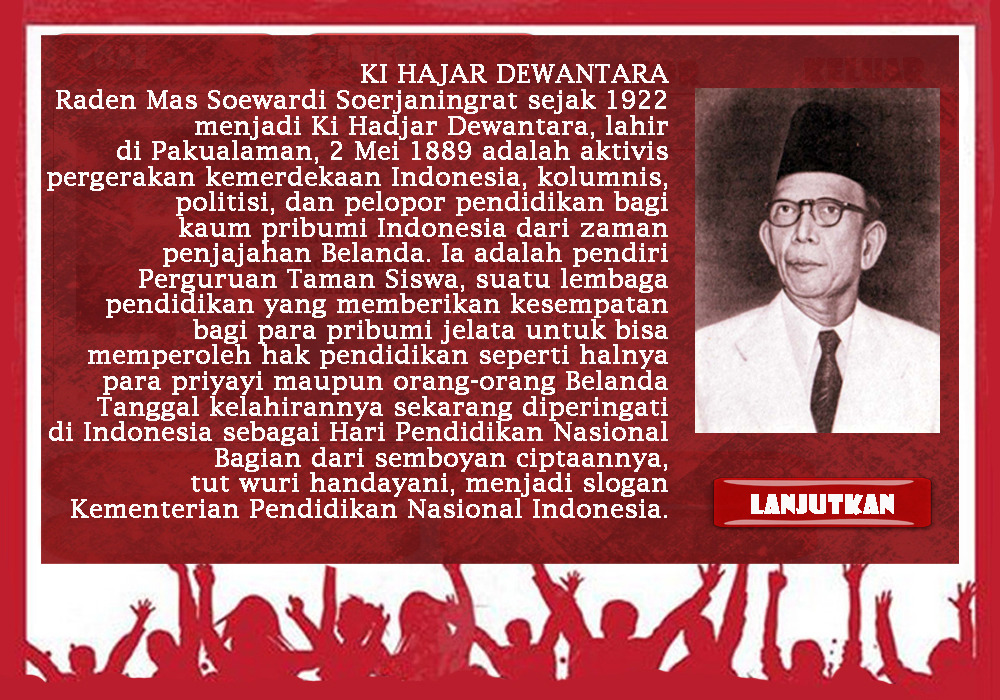 KI HAJAR DEWANTARA
Raden Mas Soewardi Soerjaningrat sejak 1922
menjadi Ki Hadjar Dewantara, lahir
di Pakualaman, 2 Mei 1889 adalah aktivis
pergerakan kemerdekaan Indonesia, kolumnis,
politisi, dan pelopor pendidikan bagi
kaum pribumi Indonesia dari zaman
penjajahan Belanda. Ia adalah pendiri
Perguruan Taman Siswa, suatu lembaga
pendidikan yang memberikan kesempatan
bagi para pribumi jelata untuk bisa
memperoleh hak pendidikan seperti halnya
para priyayi maupun orang-orang Belanda
Tanggal kelahirannya sekarang diperingati
di Indonesia sebagai Hari Pendidikan Nasional
Bagian dari semboyan ciptaannya,
tut wuri handayani, menjadi slogan
Kementerian Pendidikan Nasional Indonesia.
LANJUTKAN